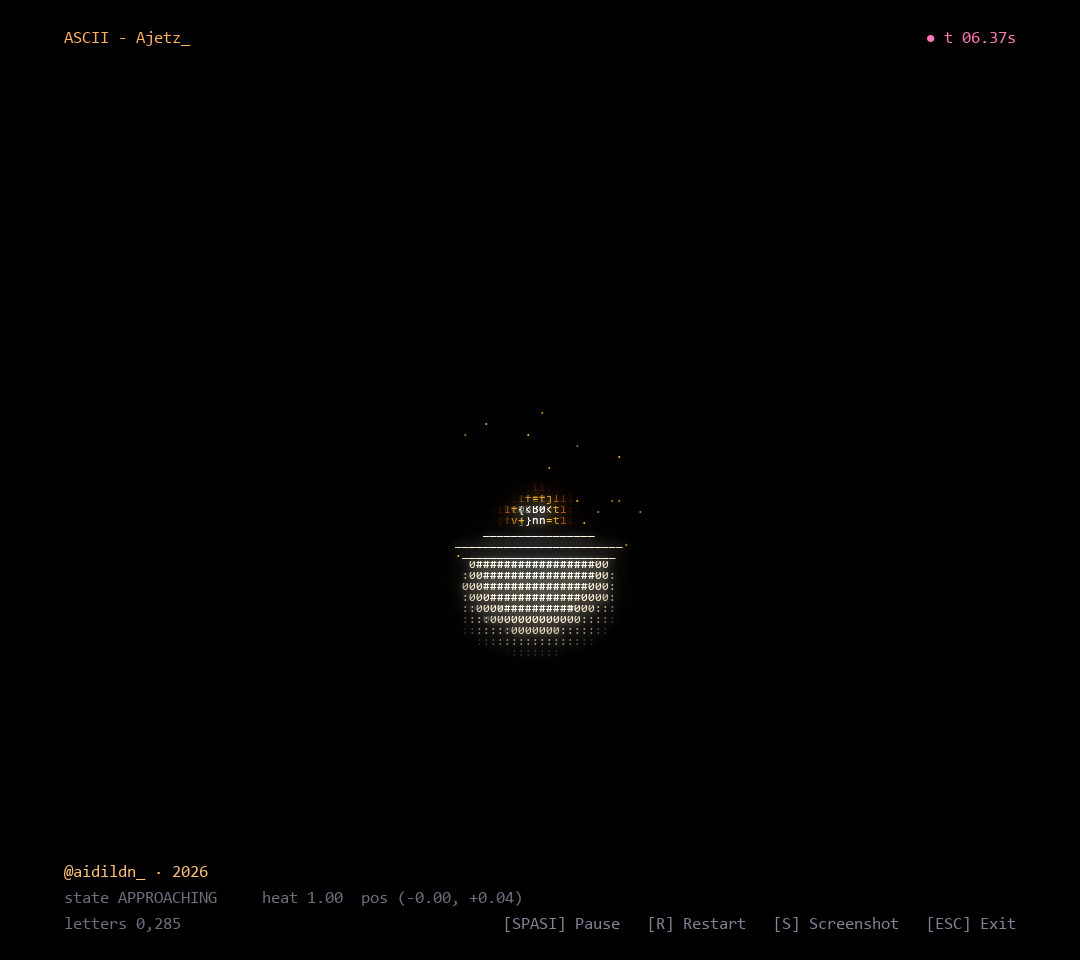 ASCII - Ajetz_
● t 06.37s
@aidildn_ · 2026
state APPROACHING heat 1.00 pos (-0.00, +0.04)
letters 0,285
[SPASI] Pause [R] Restart [S] Screenshot [ESC] Exit